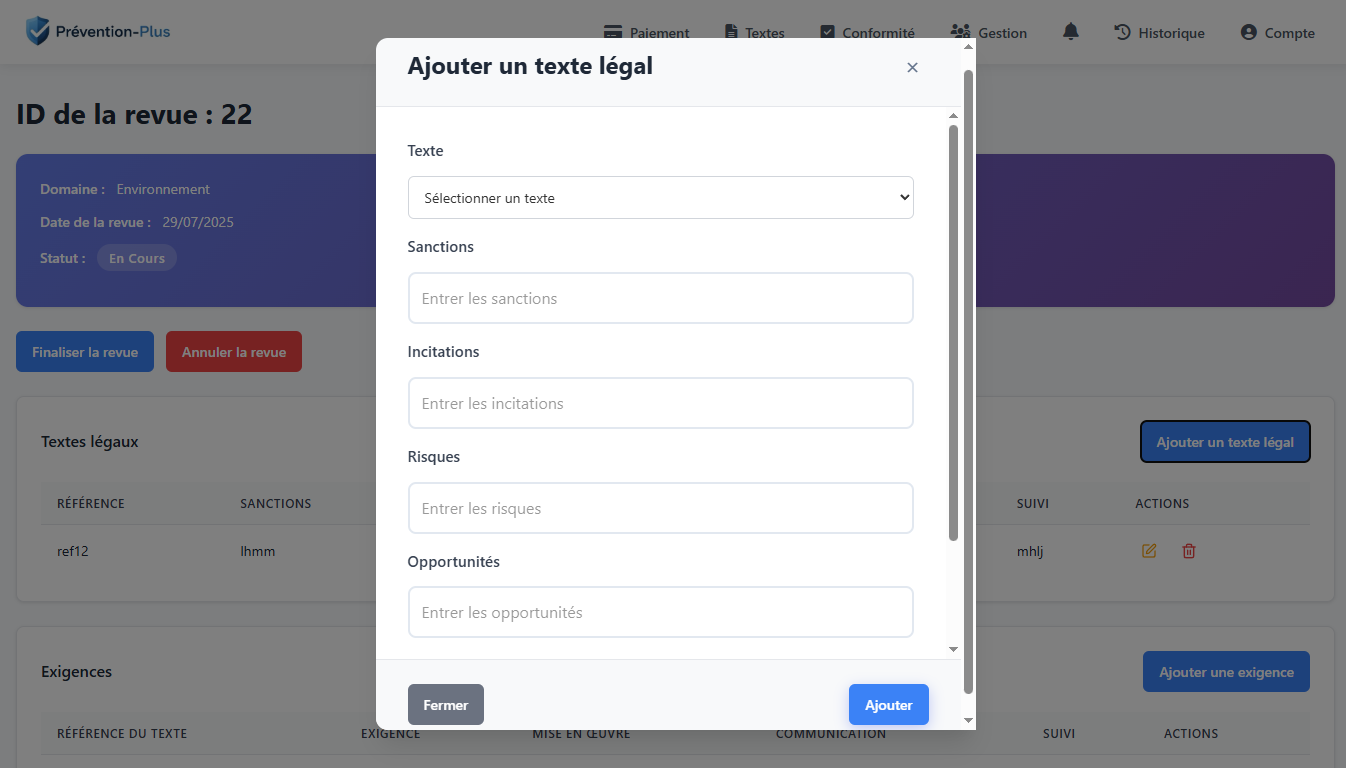 Prévention-Plus
Paiement
Textes
Conformité
Gestion
Historique
Compte
ID de la revue : 22
Domaine : Environnement
Date de la revue : 29/07/2025
Statut : En Cours
Finaliser la revue
Annuler la revue
Textes légaux
Ajouter un texte légal
RÉFÉRENCE SANCTIONS SUIVI ACTIONS
ref12 lhmm mhlj
Exigences
Ajouter une exigence
RÉFÉRENCE DU TEXTE EXIGENCE MISE EN ŒUVRE COMMUNICATION SUIVI ACTIONS
Ajouter un texte légal
×
Texte
Sélectionner un texte
Sanctions
Entrer les sanctions
Incitations
Entrer les incitations
Risques
Entrer les risques
Opportunités
Entrer les opportunités
Fermer
Ajouter